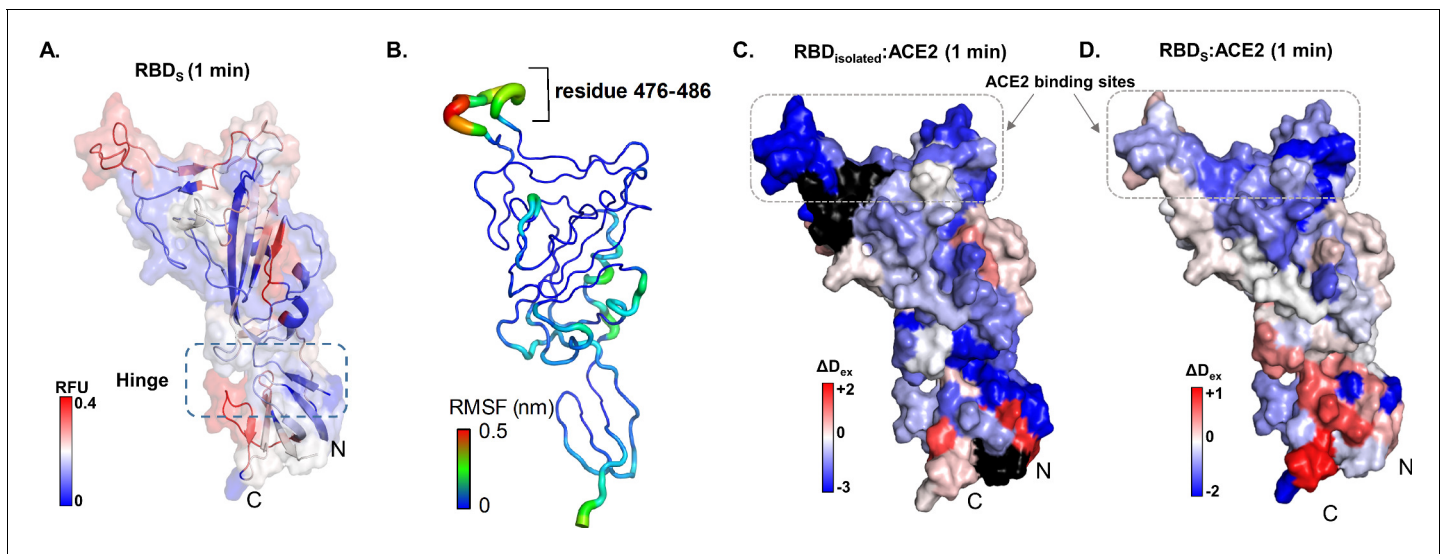 A.
RBDS (1 min)
Hinge
RFU
0.4
0
N
C
B.
residue 476-486
RMSF (nm)
0.5
0
C.
RBDisolated:ACE2 (1 min)
ACE2 binding sites
ΔDex
+2
0
-3
N
C
D.
RBDS:ACE2 (1 min)
ΔDex
+1
0
-2
N
C